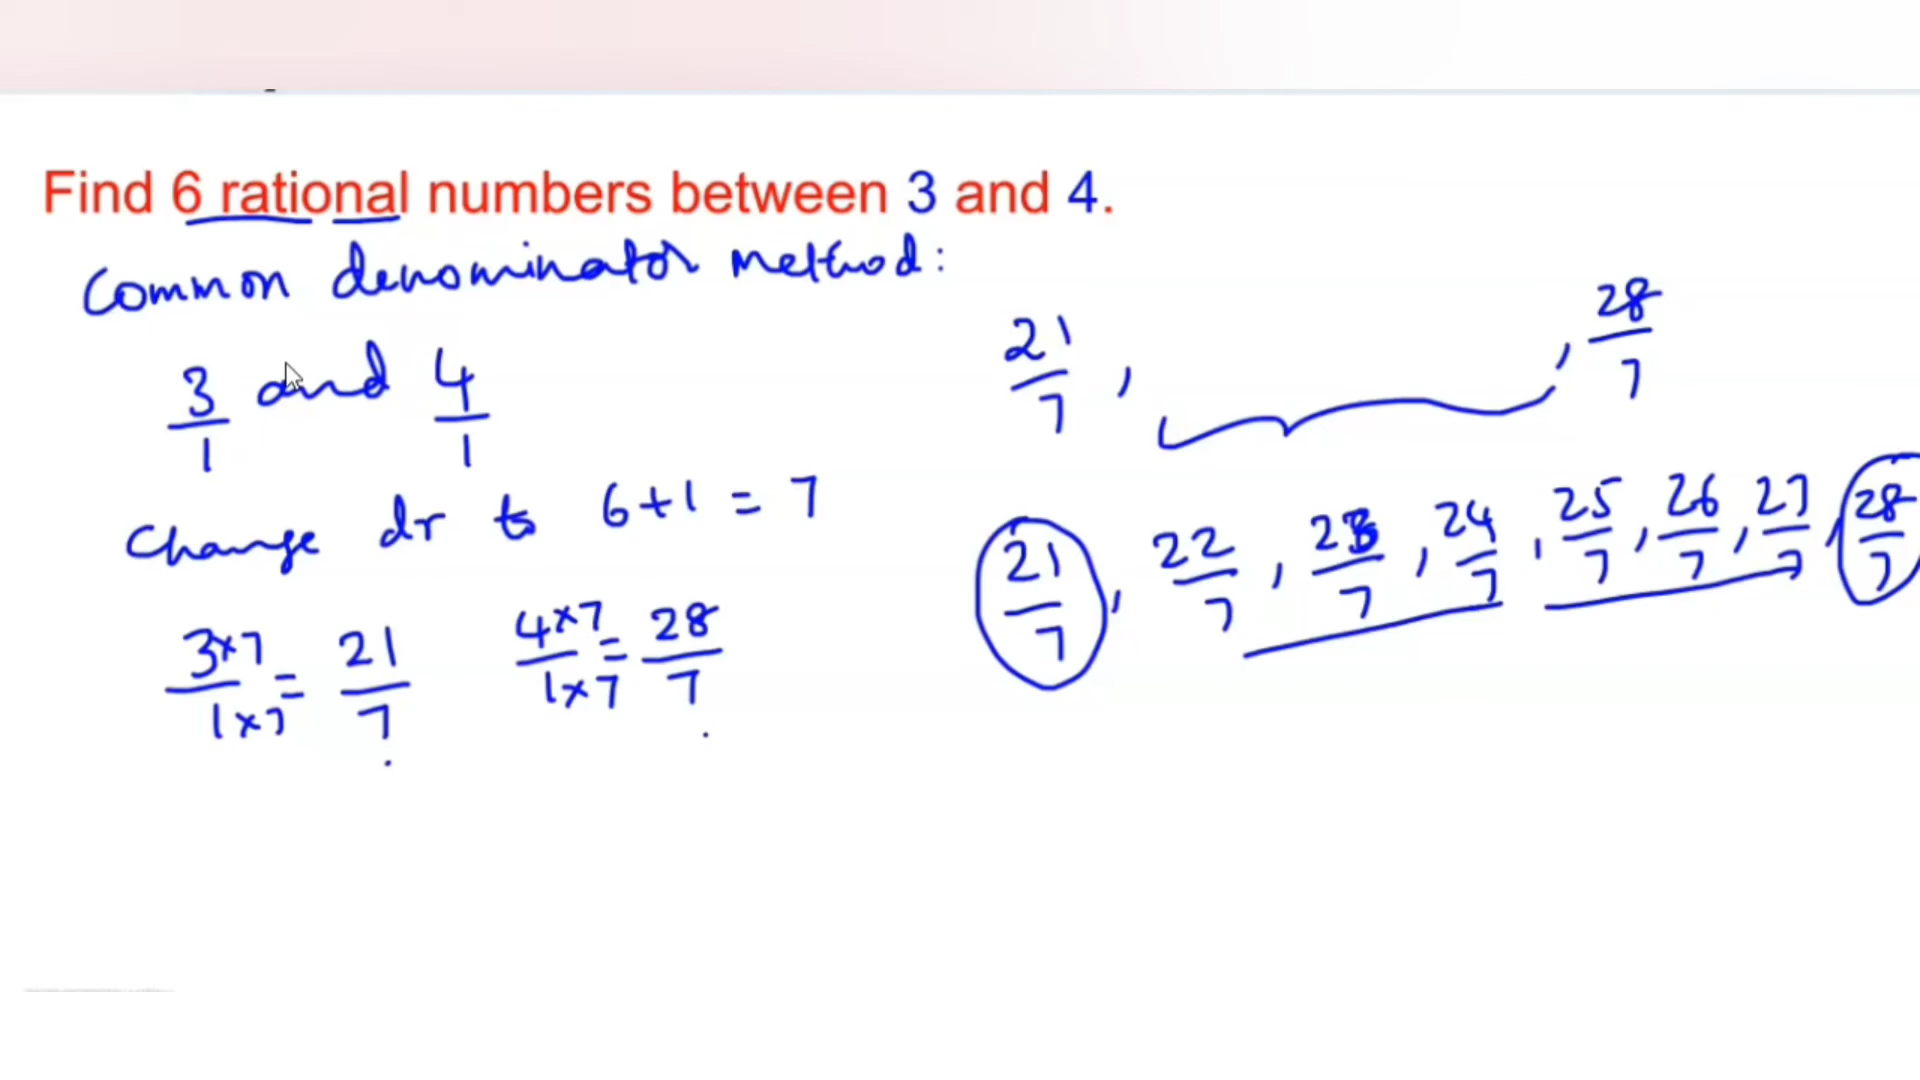 Find 6 rational numbers between 3 and 4.
Common denominator method:
3/1 and 4/1
Change dr to 6+1 = 7
3×7/1×7 = 21/7   4×7/1×7 = 28/7
21/7 , , 28/7
21/7 , 22/7 , 23/7 , 24/7 , 25/7 , 26/7 , 27/7 , 28/7